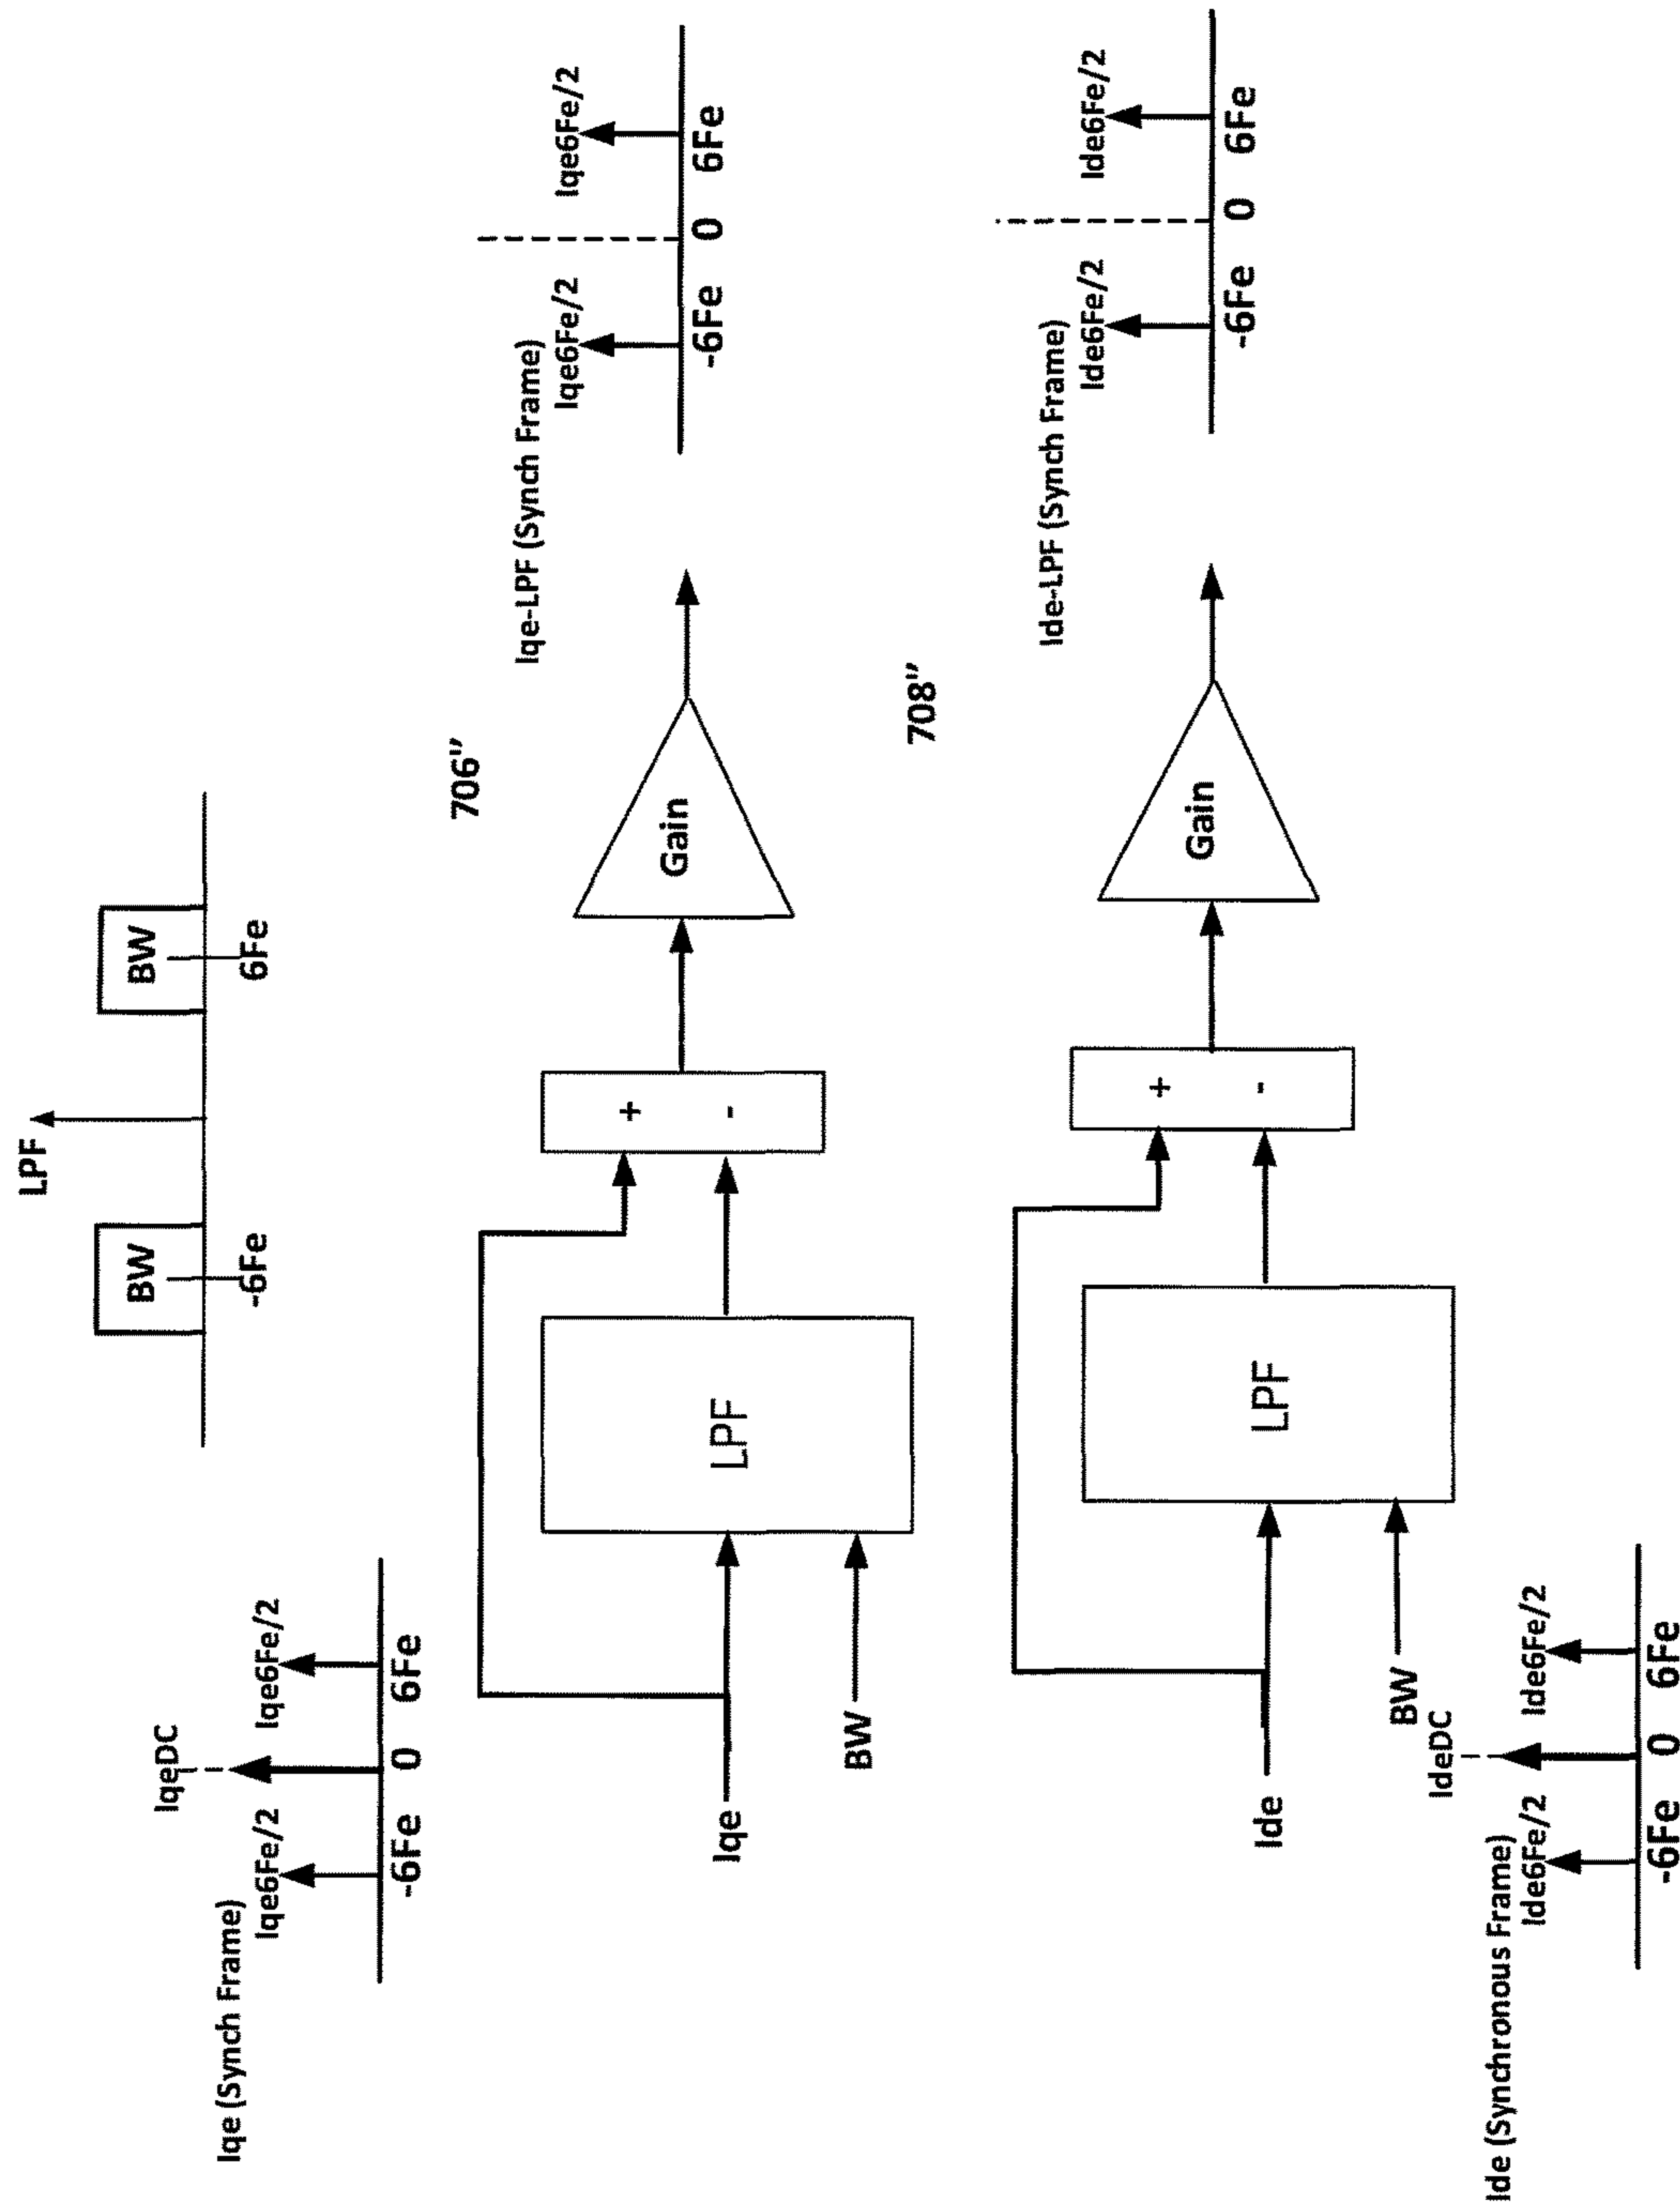 LPF
BW
BW
-6Fe
6Fe
Iqe (Synch Frame)
IqeDC
Iqe6Fe/2
Iqe6Fe/2
-6Fe
0
6Fe
706''
Iqe
BW
LPF
+
-
Gain
Iqe-LPF (Synch Frame)
Iqe6Fe/2
Iqe6Fe/2
-6Fe
0
6Fe
708''
Ide
BW
LPF
+
-
Gain
Ide-LPF (Synch Frame)
Ide6Fe/2
Ide6Fe/2
-6Fe
0
6Fe
Ide (Synchronous Frame)
IdeDC
Ide6Fe/2
Ide6Fe/2
-6Fe
0
6Fe